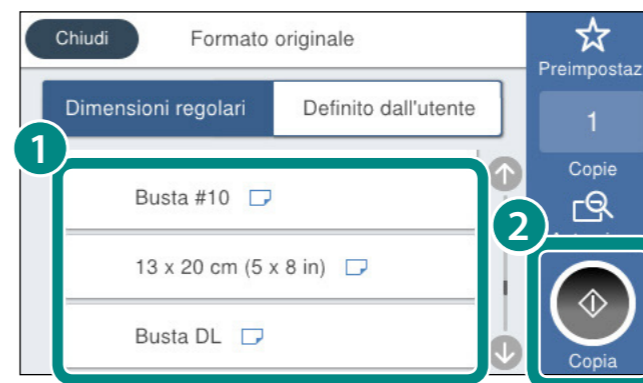 Chiudi
Formato originale
Preimpostaz
Dimensioni regolari
Definito dall'utente
1
Copie
1
Busta #10
2
13 x 20 cm (5 x 8 in)
Busta DL
Copia